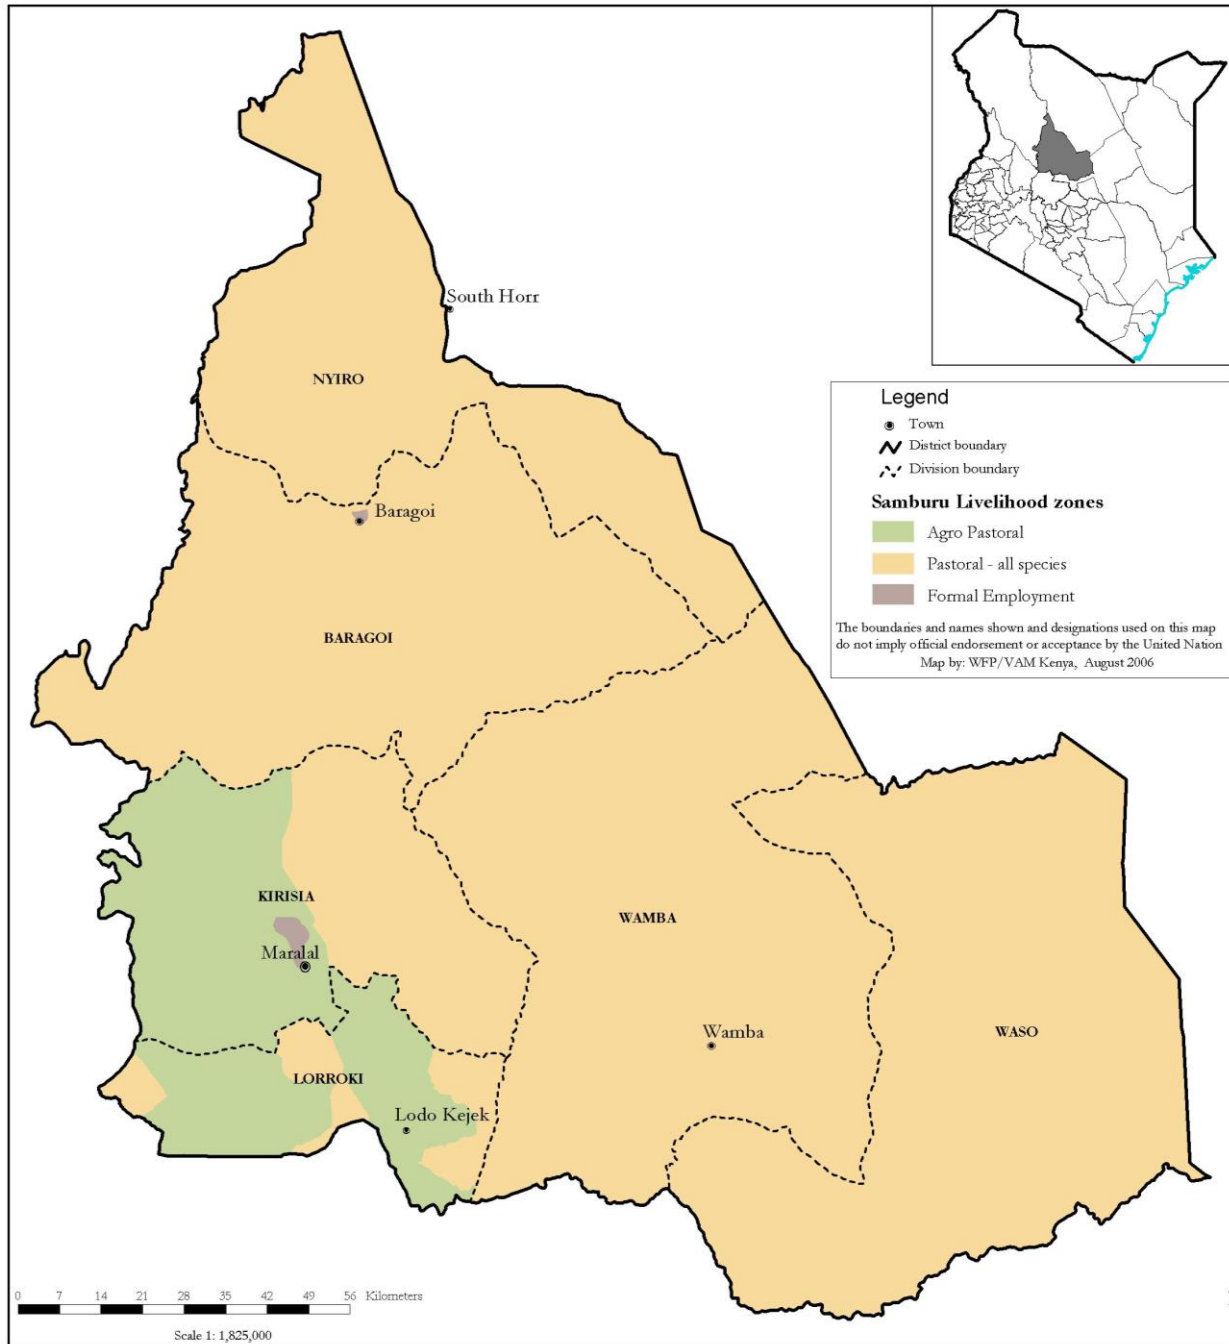 South Horr
NYIRO
Baragoi
BARAGOI
KIRISIA
Maralal
WAMBA
Wamba
WASO
LORROKI
Lodo Kejek
Legend
Town
District boundary
Division boundary
Samburu Livelihood zones
Agro Pastoral
Pastoral - all species
Formal Employment
The boundaries and names shown and designations used on this map
do not imply official endorsement or acceptance by the United Nation
Map by: WFP/VAM Kenya, August 2006
0 7 14 21 28 35 42 49 56 Kilometers
Scale 1: 1,825,000